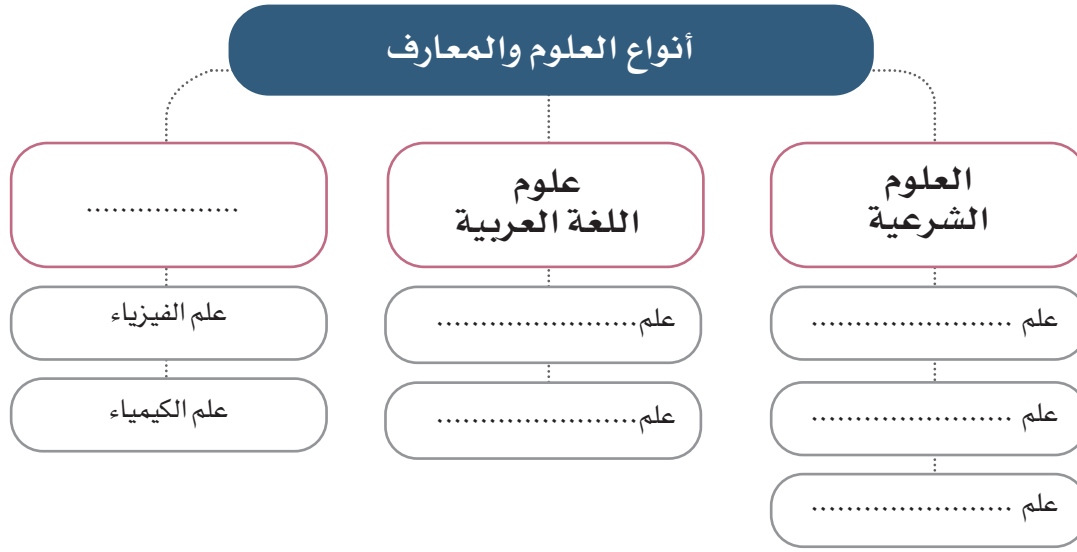 أنواع العلوم والمعارف
العلوم
الشرعية
علم .......................
علم .......................
علم .......................
علوم
اللغة العربية
علم.......................
علم.......................
..................
علم الفيزياء
علم الكيمياء